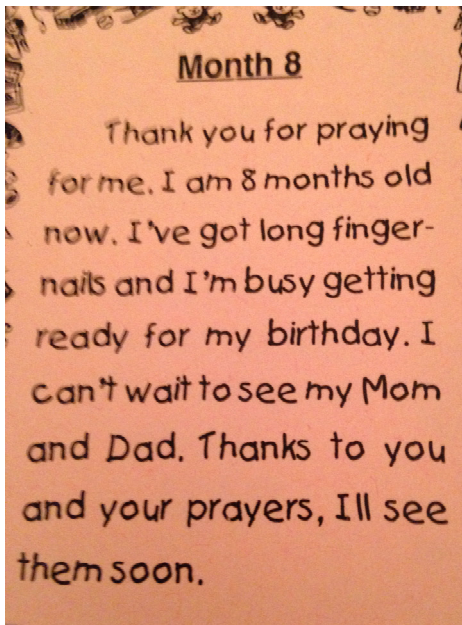 Month 8
Thank you for praying
for me. I am 8 months old
now. I've got long finger-
nails and I'm busy getting
ready for my birthday. I
can't wait to see my Mom
and Dad. Thanks to you
and your prayers, Ill see
them soon.